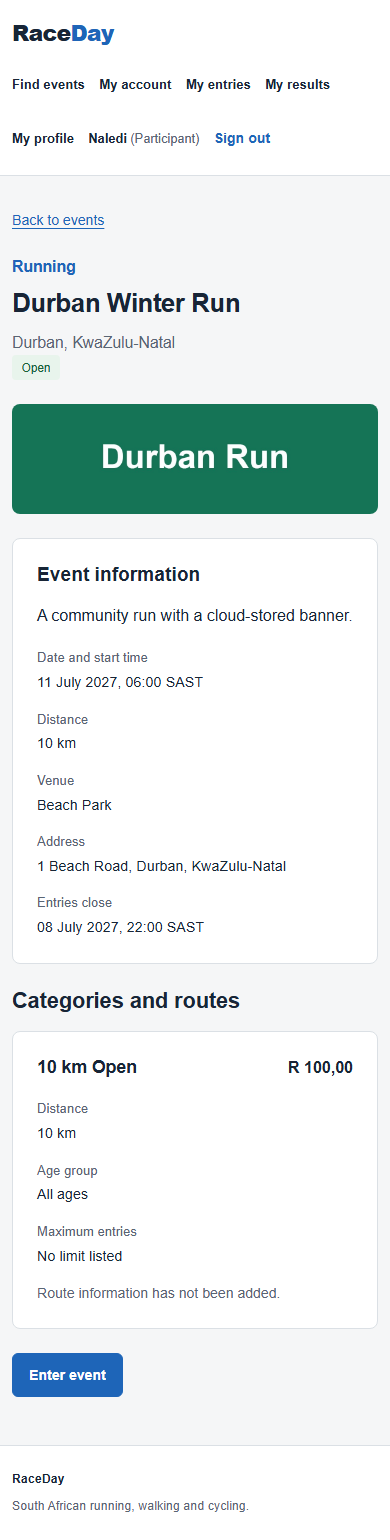 RaceDay
Find events My account My entries My results
My profile Naledi (Participant) Sign out
Back to events
Running
Durban Winter Run
Durban, KwaZulu-Natal
Open
Durban Run
Event information
A community run with a cloud-stored banner.
Date and start time
11 July 2027, 06:00 SAST
Distance
10 km
Venue
Beach Park
Address
1 Beach Road, Durban, KwaZulu-Natal
Entries close
08 July 2027, 22:00 SAST
Categories and routes
10 km Open R 100,00
Distance
10 km
Age group
All ages
Maximum entries
No limit listed
Route information has not been added.
Enter event
RaceDay
South African running, walking and cycling.